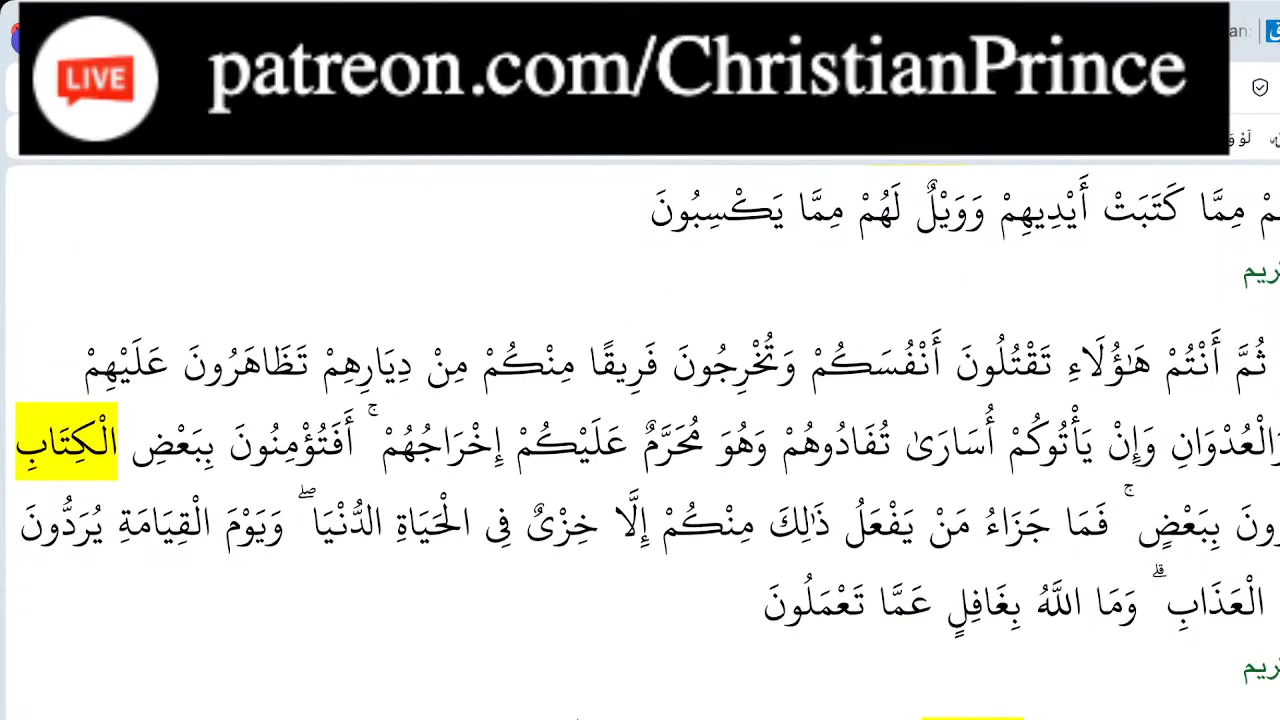 LIVE
patreon.com/ChristianPrince
لَوْ
مِمَّا كَتَبَتْ أَيْدِيهِمْ وَوَيْلٌ لَهُمْ مِمَّا يَكْسِبُونَ
ثُمَّ أَنْتُمْ هَٰؤُلَاءِ تَقْتُلُونَ أَنْفُسَكُمْ وَتُخْرِجُونَ فَرِيقًا مِنْكُمْ مِنْ دِيَارِهِمْ تَظَاهَرُونَ عَلَيْهِمْ
وَالْعُدْوَانِ وَإِنْ يَأْتُوكُمْ أُسَارَىٰ تُفَادُوهُمْ وَهُوَ مُحَرَّمٌ عَلَيْكُمْ إِخْرَاجُهُمْ ۚ أَفَتُؤْمِنُونَ بِبَعْضِ الْكِتَابِ
بِبَعْضٍ ۚ فَمَا جَزَاءُ مَنْ يَفْعَلُ ذَٰلِكَ مِنْكُمْ إِلَّا خِزْىٌ فِى الْحَيَاةِ الدُّنْيَا ۖ وَيَوْمَ الْقِيَامَةِ يُرَدُّونَ
الْعَذَابِ ۗ وَمَا اللَّهُ بِغَافِلٍ عَمَّا تَعْمَلُونَ